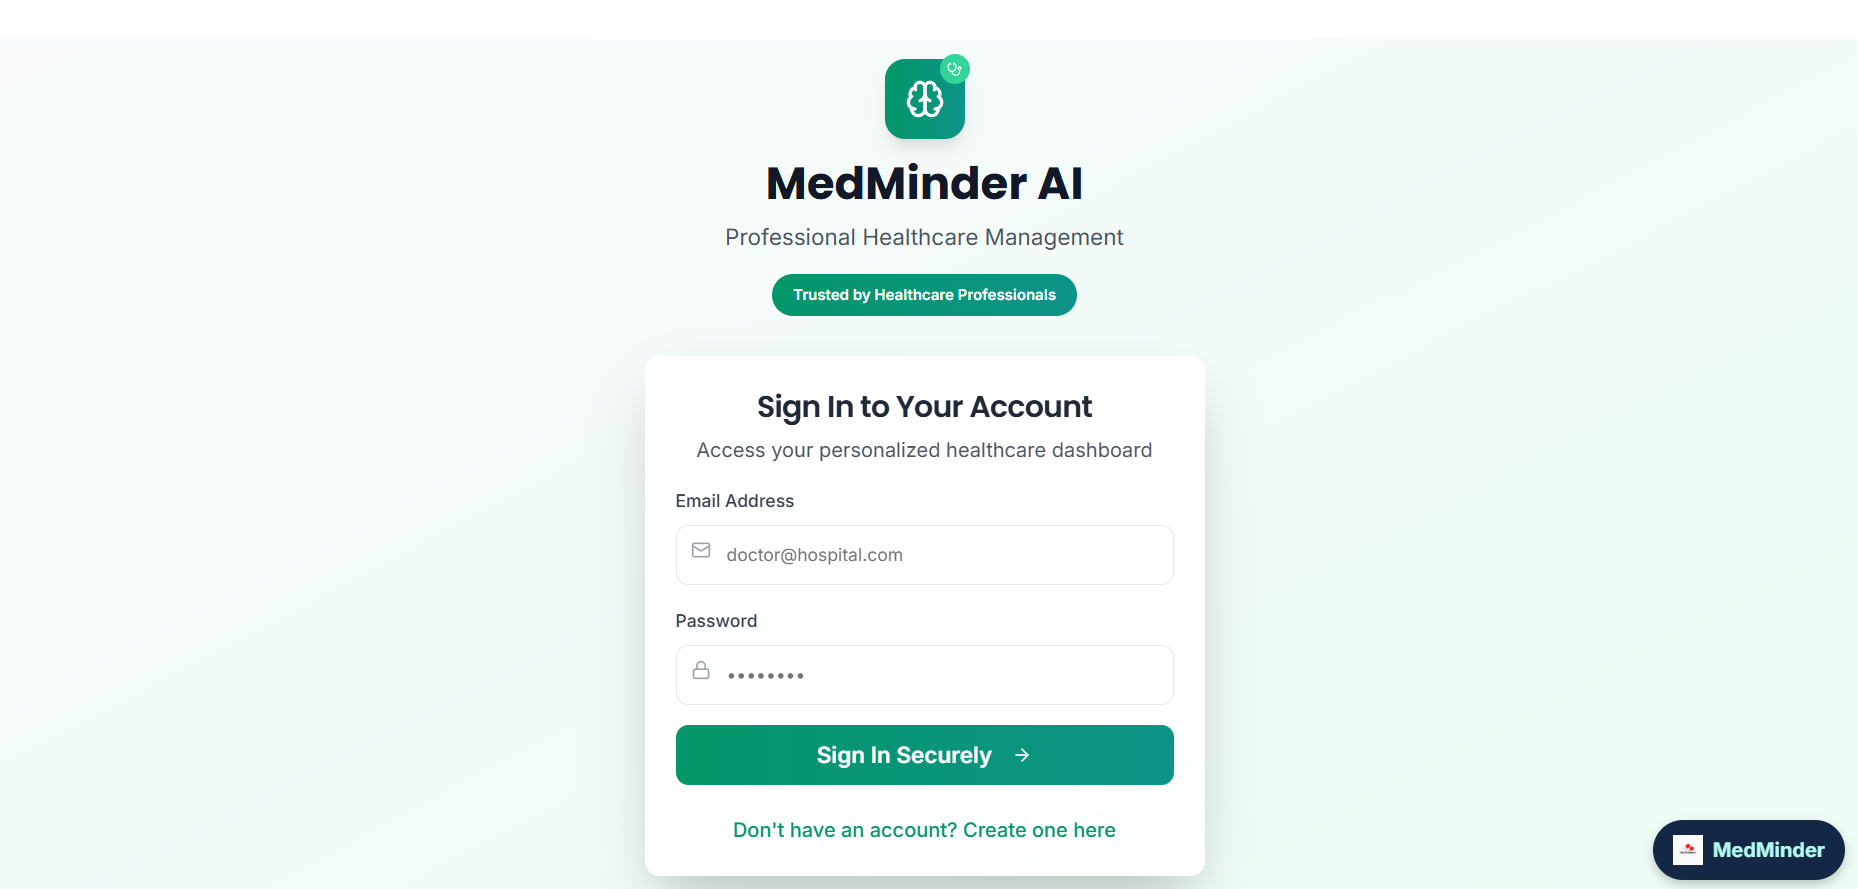 MedMinder AI
Professional Healthcare Management
Trusted by Healthcare Professionals
Sign In to Your Account
Access your personalized healthcare dashboard
Email Address
doctor@hospital.com
Password
••••••••
Sign In Securely →
Don't have an account? Create one here
MedMinder